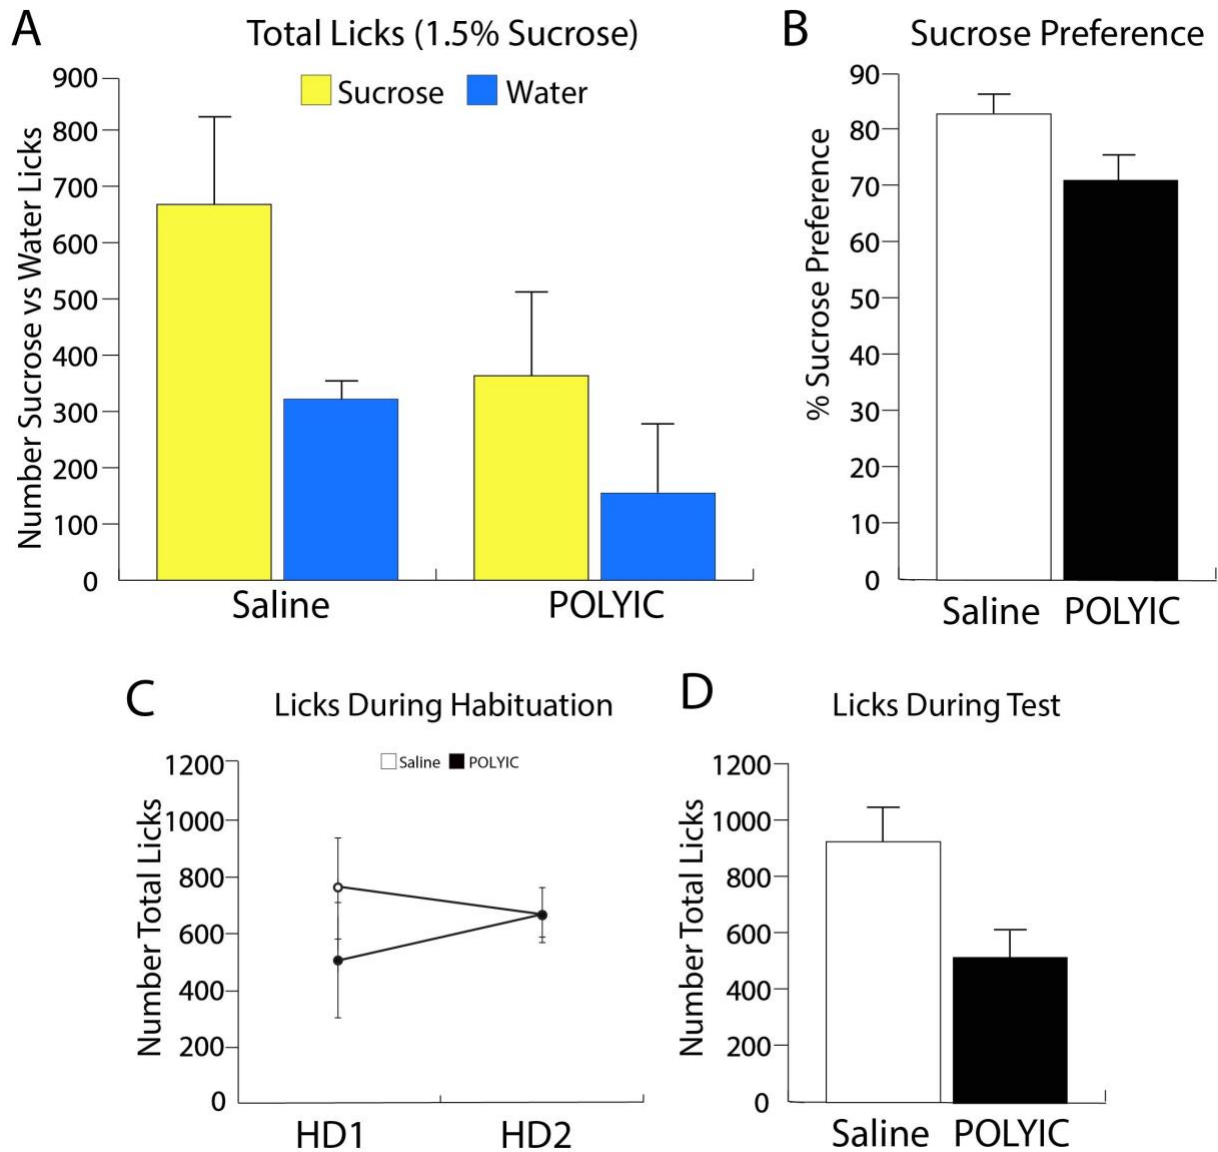 A
Total Licks (1.5% Sucrose)
Sucrose
Water
Number Sucrose vs Water Licks
900
800
700
600
500
400
300
200
100
0
Saline
POLYIC
B
Sucrose Preference
% Sucrose Preference
90
80
70
60
50
40
30
20
10
0
Saline
POLYIC
C
Licks During Habituation
Saline
POLYIC
Number Total Licks
1200
1000
800
600
400
200
0
HD1
HD2
D
Licks During Test
Number Total Licks
1200
1000
800
600
400
200
0
Saline
POLYIC